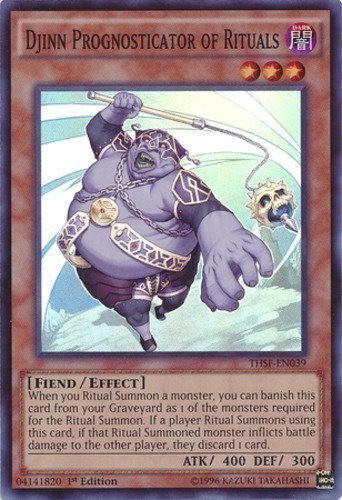 DJINN PROGNOSTICATOR OF RITUALS
DARK
闇
THSF-EN039
[FIEND / EFFECT]
When you Ritual Summon a monster, you can banish this
card from your Graveyard as 1 of the monsters required
for the Ritual Summon. If a player Ritual Summons using
this card, if that Ritual Summoned monster inflicts battle
damage to the other player, they discard 1 card.
ATK / 400 DEF / 300
04141820 1st Edition ©1996 KAZUKI TAKAHASHI